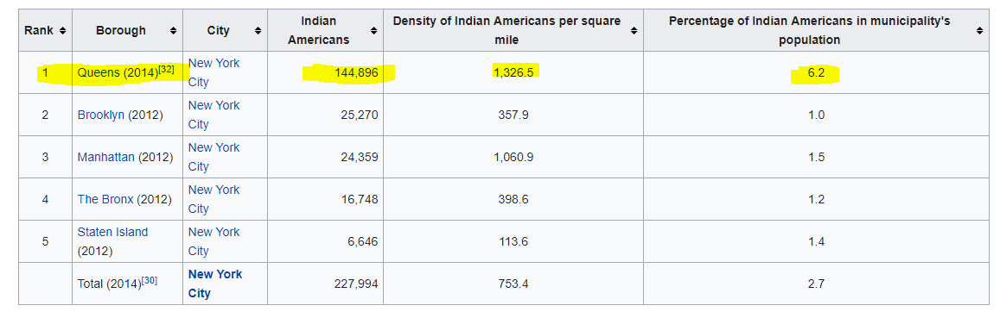 Rank Borough City Indian Americans Density of Indian Americans per square mile Percentage of Indian Americans in municipality's population
1 Queens (2014)[32] New York City 144,896 1,326.5 6.2
2 Brooklyn (2012) New York City 25,270 357.9 1.0
3 Manhattan (2012) New York City 24,359 1,060.9 1.5
4 The Bronx (2012) New York City 16,748 398.6 1.2
5 Staten Island (2012) New York City 6,646 113.6 1.4
Total (2014)[30] New York City 227,994 753.4 2.7